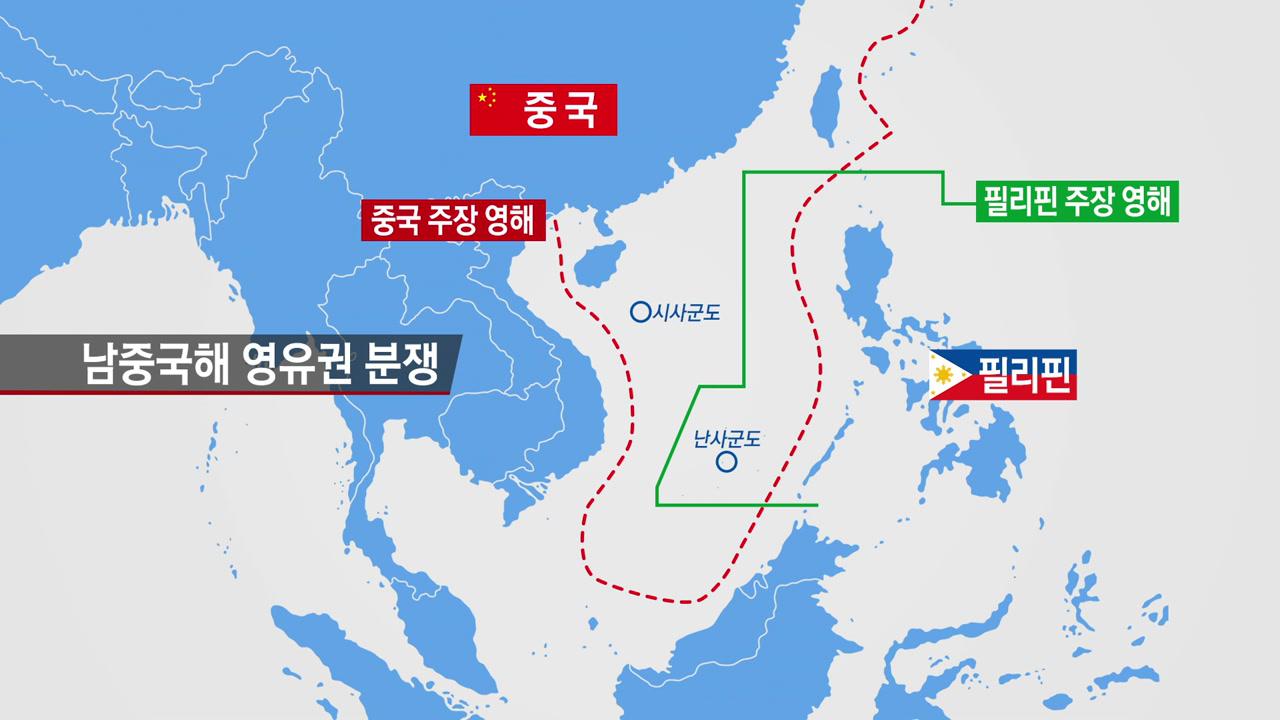 중국
중국 주장 영해
필리핀 주장 영해
시사군도
남중국해 영유권 분쟁
필리핀
난사군도